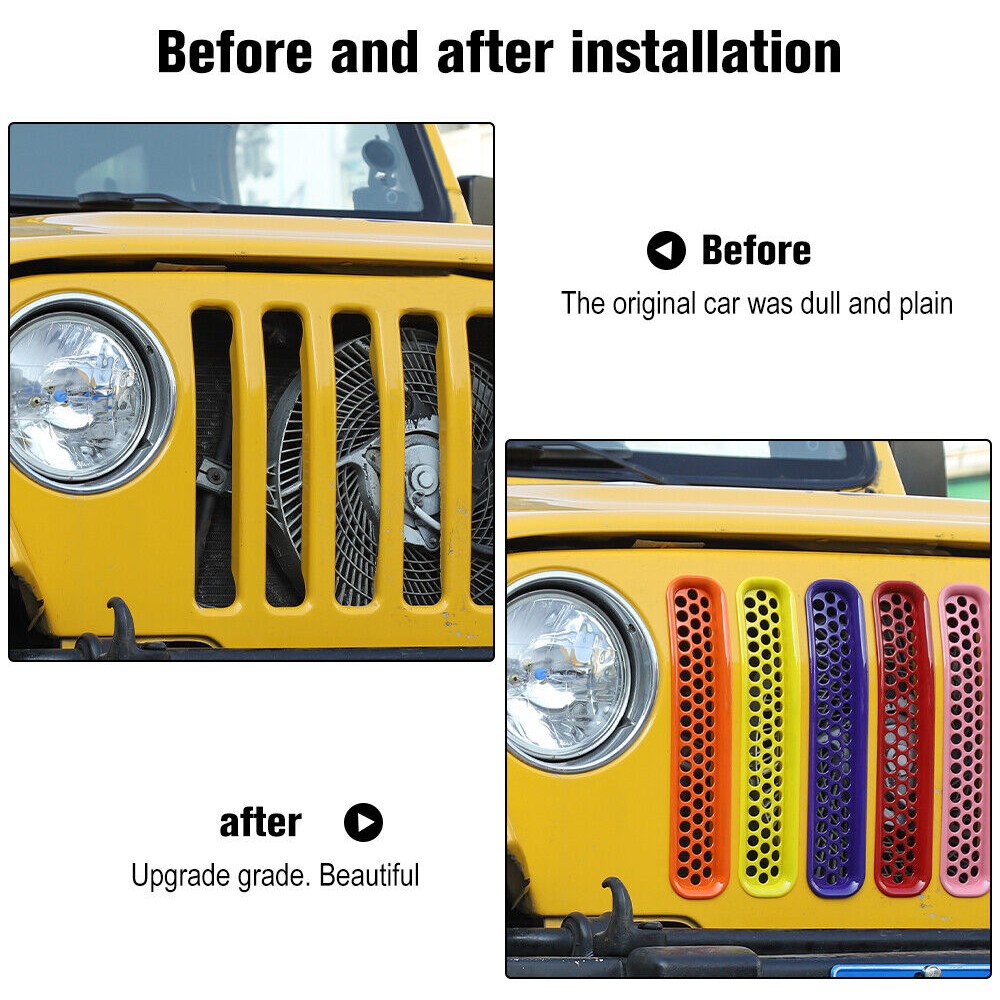 Before and after installation
Before
The original car was dull and plain
after
Upgrade grade. Beautiful